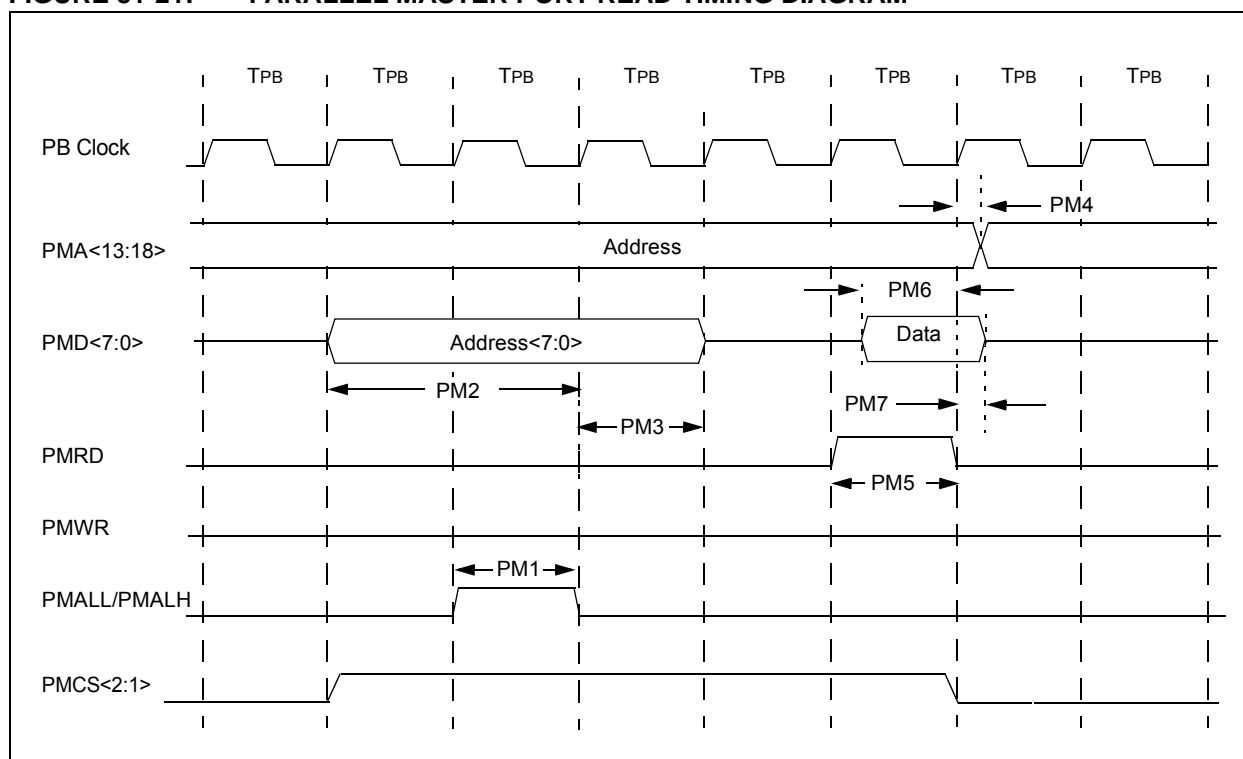 FIGURE 31-21: PARALLEL MASTER PORT READ TIMING DIAGRAM
TPB TPB TPB TPB TPB TPB TPB TPB
PB Clock
PM4
PMA<13:18>
Address
PM6
PMD<7:0>
Address<7:0>
Data
PM2
PM7
PM3
PMRD
PM5
PMWR
PM1
PMALL/PMALH
PMCS<2:1>